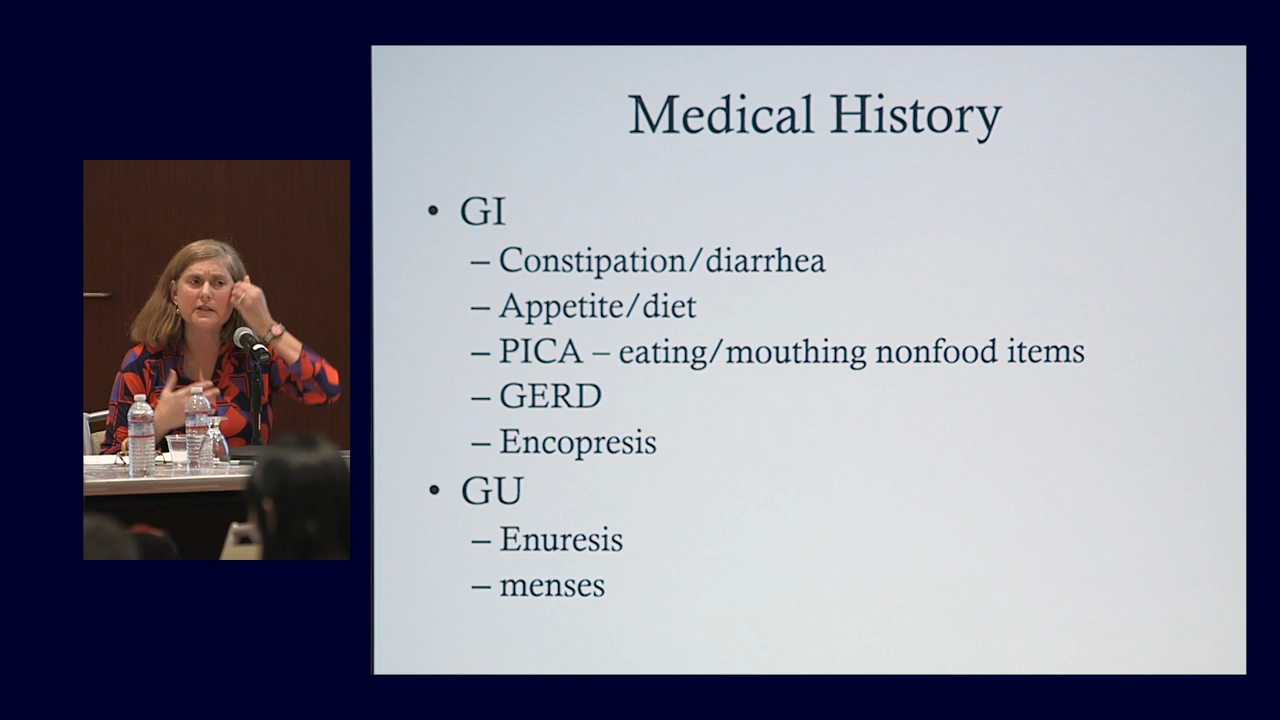 Medical History
• GI
– Constipation/diarrhea
– Appetite/diet
– PICA – eating/mouthing nonfood items
– GERD
– Encopresis
• GU
– Enuresis
– menses